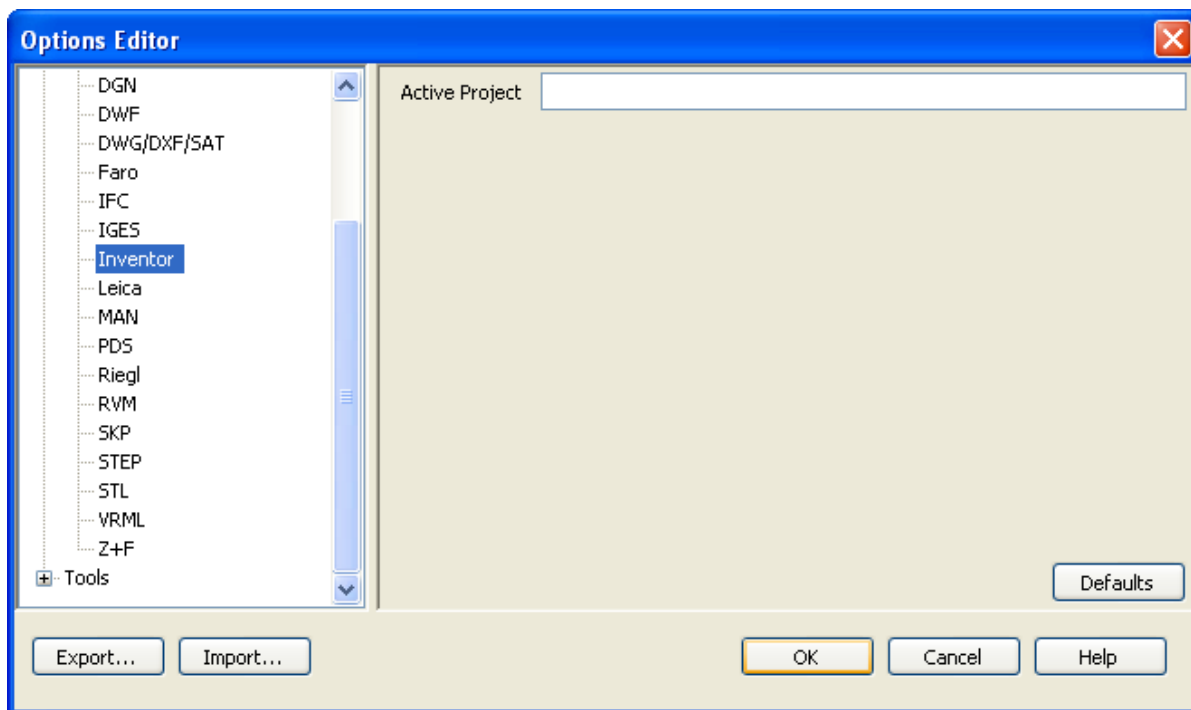 Options Editor
DGN
DWF
DWG/DXF/SAT
Faro
IFC
IGES
Inventor
Leica
MAN
PDS
Riegl
RVM
SKP
STEP
STL
VRML
Z+F
Tools
Active Project
Defaults
Export...
Import...
OK
Cancel
Help